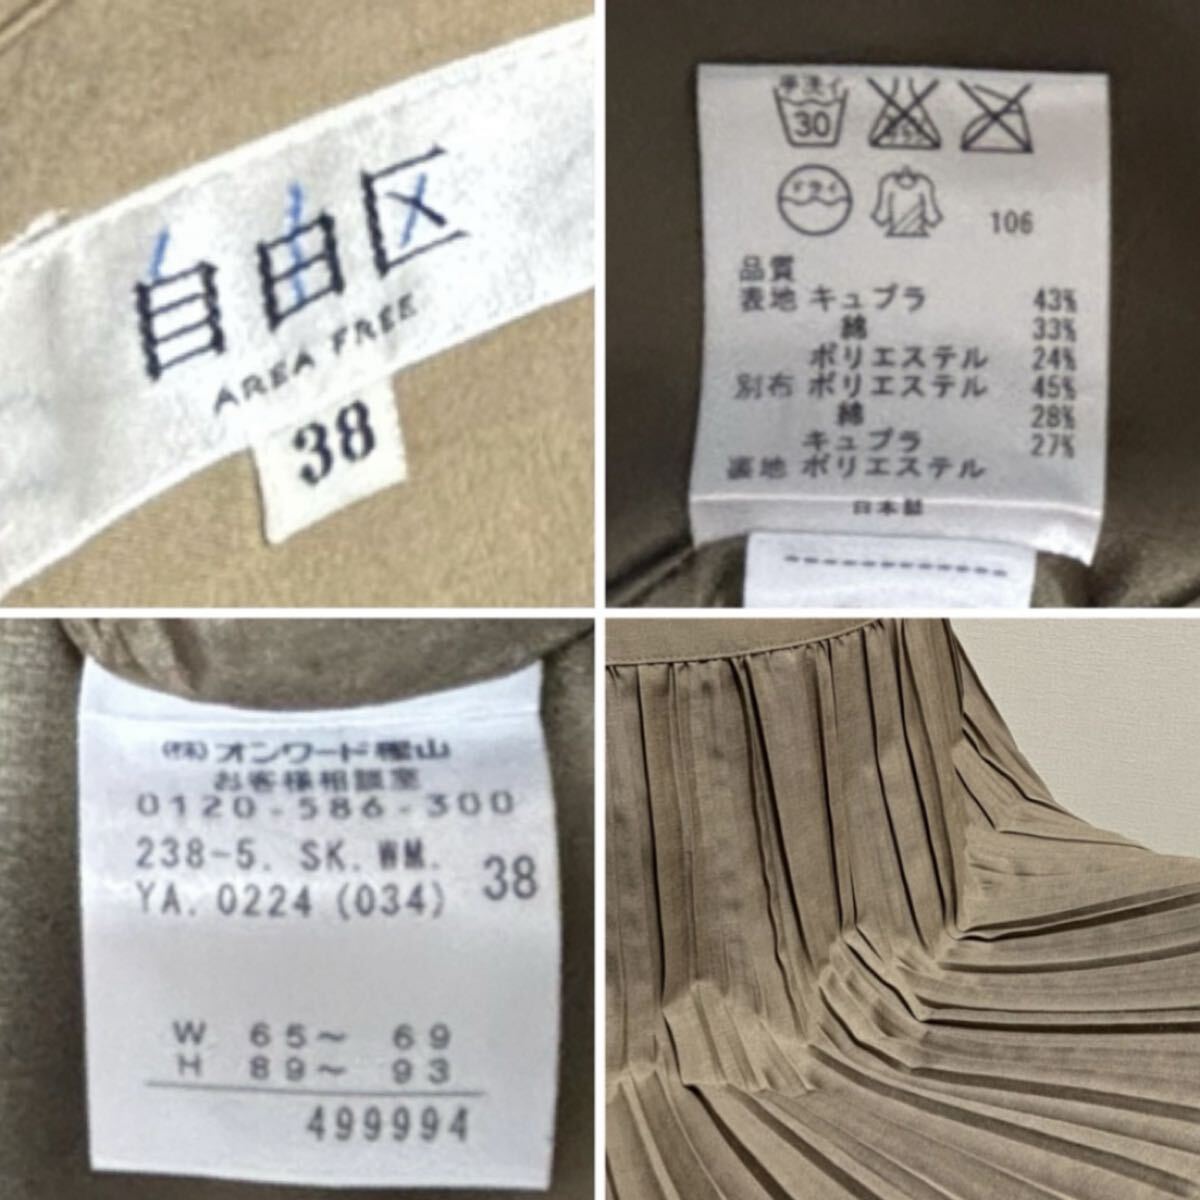 自由区
AREA FREE
38
手洗イ
30
ドライ
106
品質
表地 キュプラ 43%
綿 33%
ポリエステル 24%
別布 ポリエステル 45%
綿 28%
キュプラ 27%
裏地 ポリエステル
日本製
(株)オンワード樫山
お客様相談室
0120-586-300
238-5. SK. WM.
YA. 0224 (034) 38
W 65~ 69
H 89~ 93
499994